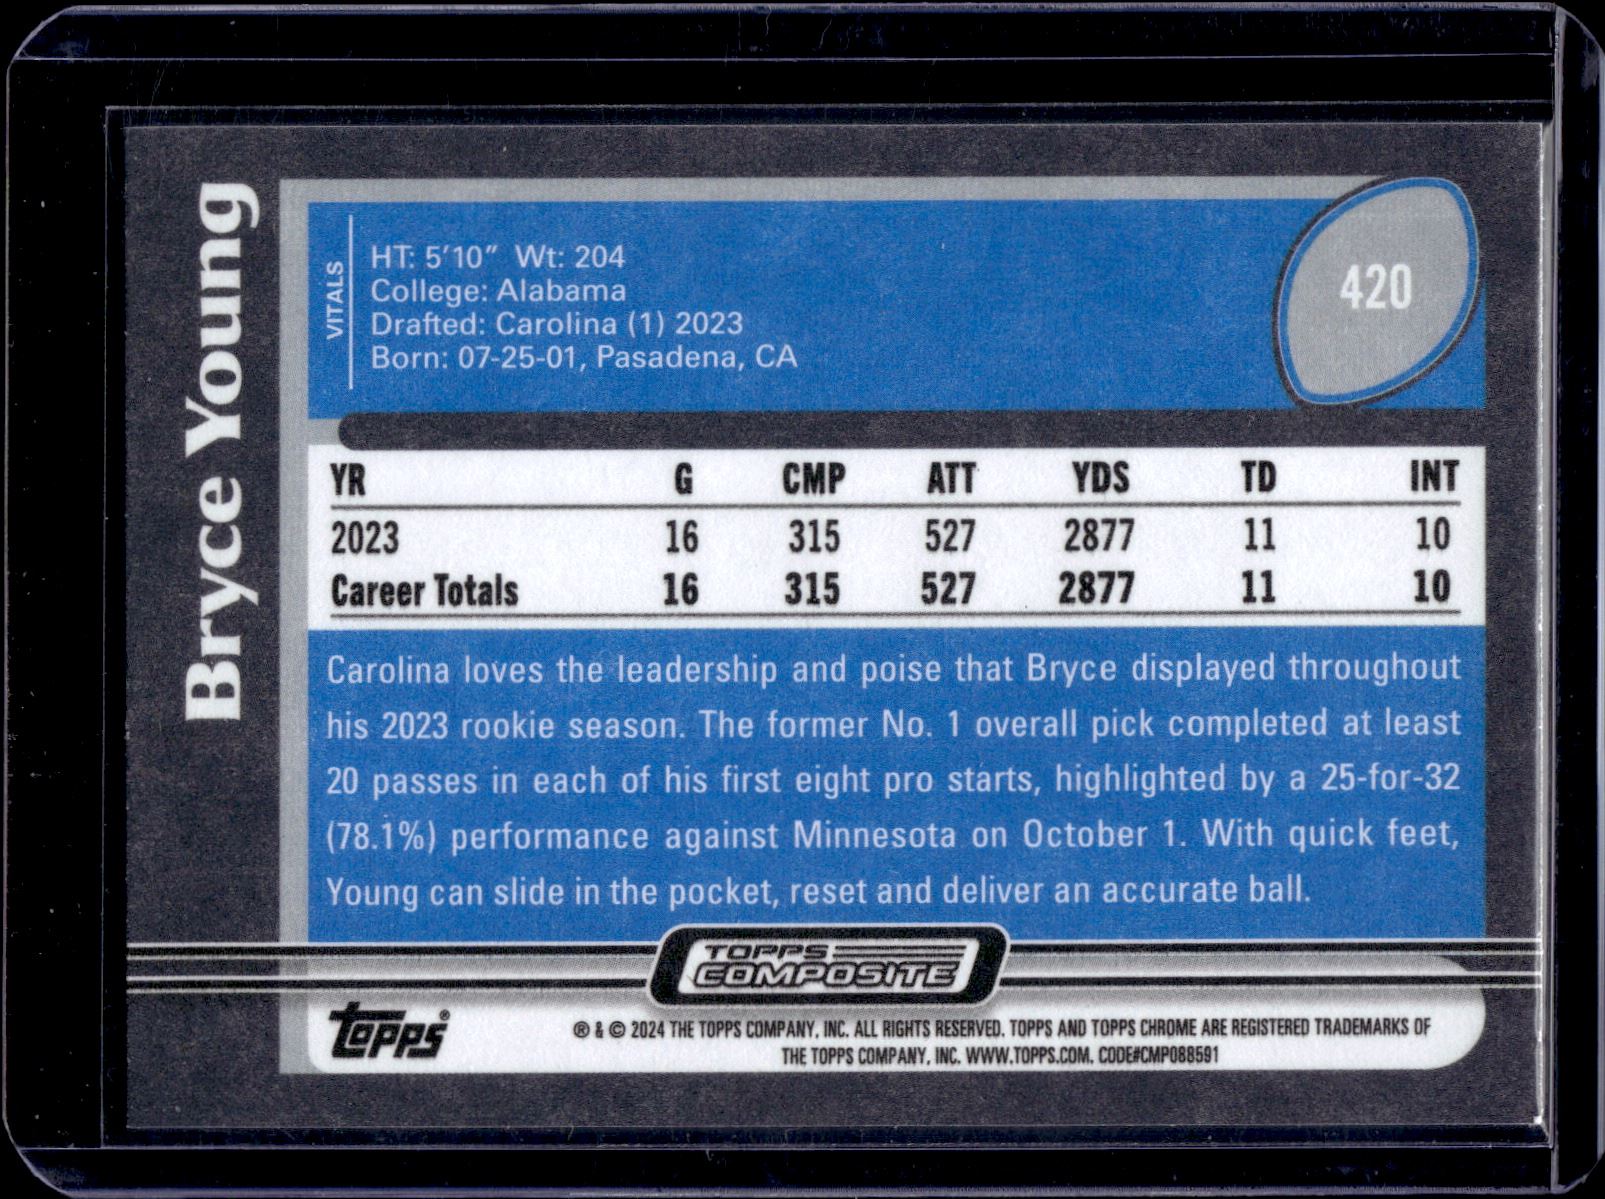 Bryce Young
VITALS
HT: 5'10" Wt: 204
College: Alabama
Drafted: Carolina (1) 2023
Born: 07-25-01, Pasadena, CA
420
YR G CMP ATT YDS TD INT
2023 16 315 527 2877 11 10
Career Totals 16 315 527 2877 11 10
Carolina loves the leadership and poise that Bryce displayed throughout
his 2023 rookie season. The former No. 1 overall pick completed at least
20 passes in each of his first eight pro starts, highlighted by a 25-for-32
(78.1%) performance against Minnesota on October 1. With quick feet,
Young can slide in the pocket, reset and deliver an accurate ball.
TOPPS
COMPOSITE
topps®
® & © 2024 THE TOPPS COMPANY, INC. ALL RIGHTS RESERVED. TOPPS AND TOPPS CHROME ARE REGISTERED TRADEMARKS OF
THE TOPPS COMPANY, INC. WWW.TOPPS.COM. CODE#CMP088591